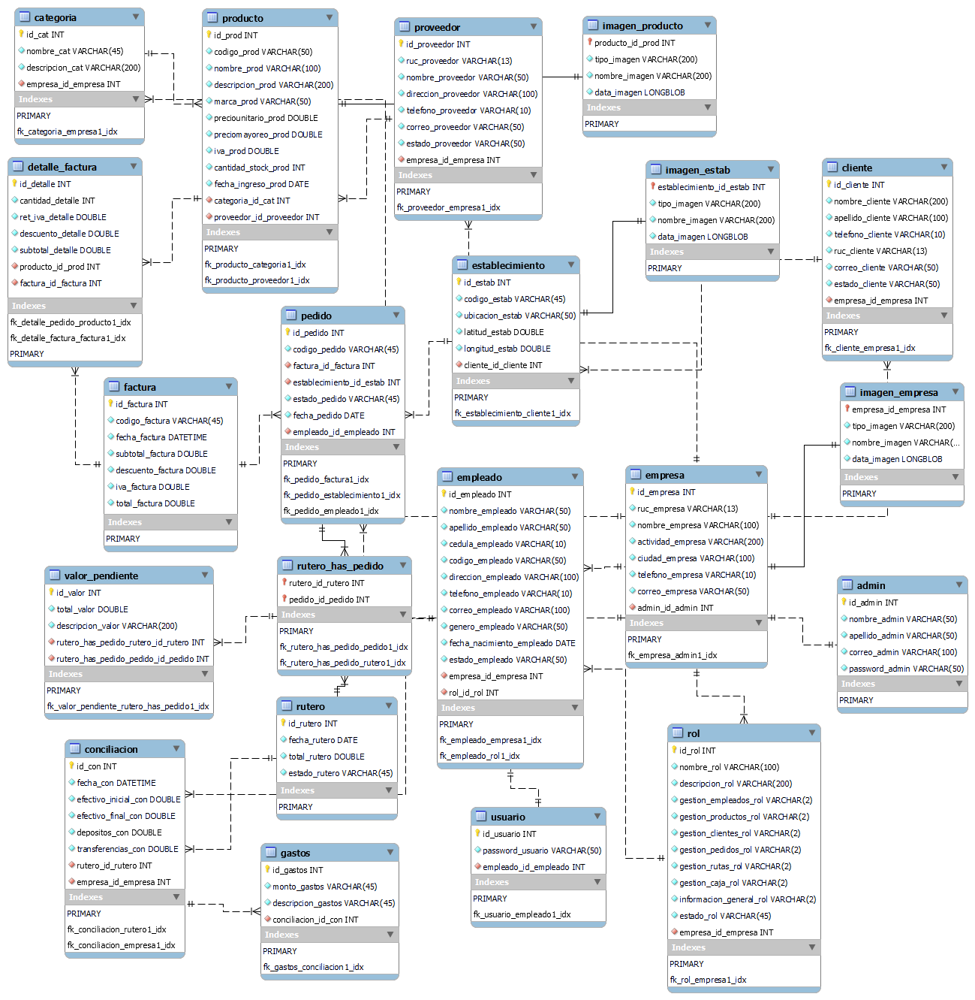 categoria
id_cat INT
nombre_cat VARCHAR(45)
descripcion_cat VARCHAR(200)
empresa_id_empresa INT
Indexes
PRIMARY
fk_categoria_empresa1_idx
producto
id_prod INT
codigo_prod VARCHAR(50)
nombre_prod VARCHAR(100)
descripcion_prod VARCHAR(200)
marca_prod VARCHAR(50)
preciounitario_prod DOUBLE
preciomayoreo_prod DOUBLE
iva_prod DOUBLE
cantidad_stock_prod INT
fecha_ingreso_prod DATE
categoria_id_cat INT
proveedor_id_proveedor INT
Indexes
PRIMARY
fk_producto_categoria1_idx
fk_producto_proveedor1_idx
proveedor
id_proveedor INT
ruc_proveedor VARCHAR(13)
nombre_proveedor VARCHAR(50)
direccion_proveedor VARCHAR(100)
telefono_proveedor VARCHAR(10)
correo_proveedor VARCHAR(50)
estado_proveedor VARCHAR(50)
empresa_id_empresa INT
Indexes
PRIMARY
fk_proveedor_empresa1_idx
imagen_producto
producto_id_prod INT
tipo_imagen VARCHAR(200)
nombre_imagen VARCHAR(200)
data_imagen LONGBLOB
Indexes
PRIMARY
detalle_factura
id_detalle INT
cantidad_detalle INT
ret_iva_detalle DOUBLE
descuento_detalle DOUBLE
subtotal_detalle DOUBLE
producto_id_prod INT
factura_id_factura INT
Indexes
fk_detalle_pedido_producto1_idx
fk_detalle_factura_factura1_idx
PRIMARY
imagen_estab
establecimiento_id_estab INT
tipo_imagen VARCHAR(200)
nombre_imagen VARCHAR(200)
data_imagen LONGBLOB
Indexes
PRIMARY
cliente
id_cliente INT
nombre_cliente VARCHAR(200)
apellido_cliente VARCHAR(100)
telefono_cliente VARCHAR(10)
ruc_cliente VARCHAR(13)
correo_cliente VARCHAR(50)
estado_cliente VARCHAR(50)
empresa_id_empresa INT
Indexes
PRIMARY
fk_cliente_empresa1_idx
establecimiento
id_estab INT
codigo_estab VARCHAR(45)
ubicacion_estab VARCHAR(50)
latitud_estab DOUBLE
longitud_estab DOUBLE
cliente_id_cliente INT
Indexes
PRIMARY
fk_establecimiento_cliente1_idx
pedido
id_pedido INT
codigo_pedido VARCHAR(45)
factura_id_factura INT
establecimiento_id_estab INT
estado_pedido VARCHAR(45)
fecha_pedido DATE
empleado_id_empleado INT
Indexes
PRIMARY
fk_pedido_factura1_idx
fk_pedido_establecimiento1_idx
fk_pedido_empleado1_idx
factura
id_factura INT
codigo_factura VARCHAR(45)
fecha_factura DATETIME
subtotal_factura DOUBLE
descuento_factura DOUBLE
iva_factura DOUBLE
total_factura DOUBLE
Indexes
PRIMARY
imagen_empresa
empresa_id_empresa INT
tipo_imagen VARCHAR(200)
nombre_imagen VARCHAR(...
data_imagen LONGBLOB
Indexes
PRIMARY
empleado
id_empleado INT
nombre_empleado VARCHAR(50)
apellido_empleado VARCHAR(50)
cedula_empleado VARCHAR(10)
codigo_empleado VARCHAR(50)
direccion_empleado VARCHAR(100)
telefono_empleado VARCHAR(10)
correo_empleado VARCHAR(100)
genero_empleado VARCHAR(50)
fecha_nacimiento_empleado DATE
estado_empleado VARCHAR(50)
empresa_id_empresa INT
rol_id_rol INT
Indexes
PRIMARY
fk_empleado_empresa1_idx
fk_empleado_rol1_idx
empresa
id_empresa INT
ruc_empresa VARCHAR(13)
nombre_empresa VARCHAR(100)
actividad_empresa VARCHAR(200)
ciudad_empresa VARCHAR(100)
telefono_empresa VARCHAR(10)
correo_empresa VARCHAR(50)
admin_id_admin INT
Indexes
PRIMARY
fk_empresa_admin1_idx
rutero_has_pedido
rutero_id_rutero INT
pedido_id_pedido INT
Indexes
PRIMARY
fk_rutero_has_pedido_pedido1_idx
fk_rutero_has_pedido_rutero1_idx
valor_pendiente
id_valor INT
total_valor DOUBLE
descripcion_valor VARCHAR(200)
rutero_has_pedido_rutero_id_rutero INT
rutero_has_pedido_pedido_id_pedido INT
Indexes
PRIMARY
fk_valor_pendiente_rutero_has_pedido1_idx
admin
id_admin INT
nombre_admin VARCHAR(50)
apellido_admin VARCHAR(50)
correo_admin VARCHAR(100)
password_admin VARCHAR(50)
Indexes
PRIMARY
rutero
id_rutero INT
fecha_rutero DATE
total_rutero DOUBLE
estado_rutero VARCHAR(45)
Indexes
PRIMARY
conciliacion
id_con INT
fecha_con DATETIME
efectivo_inicial_con DOUBLE
efectivo_final_con DOUBLE
depositos_con DOUBLE
transferencias_con DOUBLE
rutero_id_rutero INT
empresa_id_empresa INT
Indexes
PRIMARY
fk_conciliacion_rutero1_idx
fk_conciliacion_empresa1_idx
rol
id_rol INT
nombre_rol VARCHAR(100)
descripcion_rol VARCHAR(200)
gestion_empleados_rol VARCHAR(2)
gestion_productos_rol VARCHAR(2)
gestion_clientes_rol VARCHAR(2)
gestion_pedidos_rol VARCHAR(2)
gestion_rutas_rol VARCHAR(2)
gestion_caja_rol VARCHAR(2)
informacion_general_rol VARCHAR(2)
estado_rol VARCHAR(45)
empresa_id_empresa INT
Indexes
PRIMARY
fk_rol_empresa1_idx
usuario
id_usuario INT
password_usuario VARCHAR(50)
empleado_id_empleado INT
Indexes
PRIMARY
fk_usuario_empleado1_idx
gastos
id_gastos INT
monto_gastos VARCHAR(45)
descripcion_gastos VARCHAR(45)
conciliacion_id_con INT
Indexes
PRIMARY
fk_gastos_conciliacion1_idx